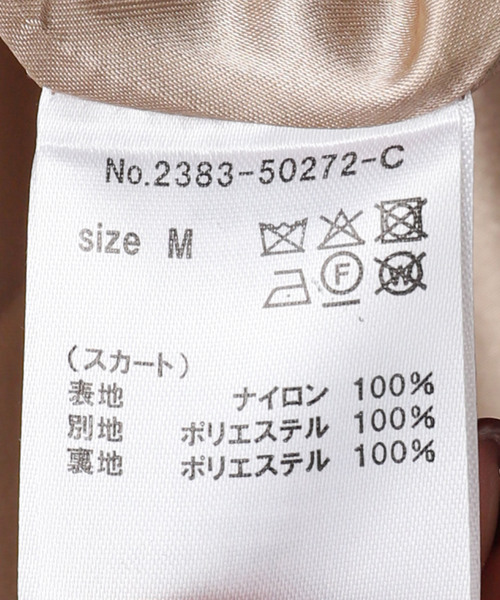 No.2383-50272-C
size M
F
W
(スカート)
表地 ナイロン 100%
別地 ポリエステル 100%
裏地 ポリエステル 100%